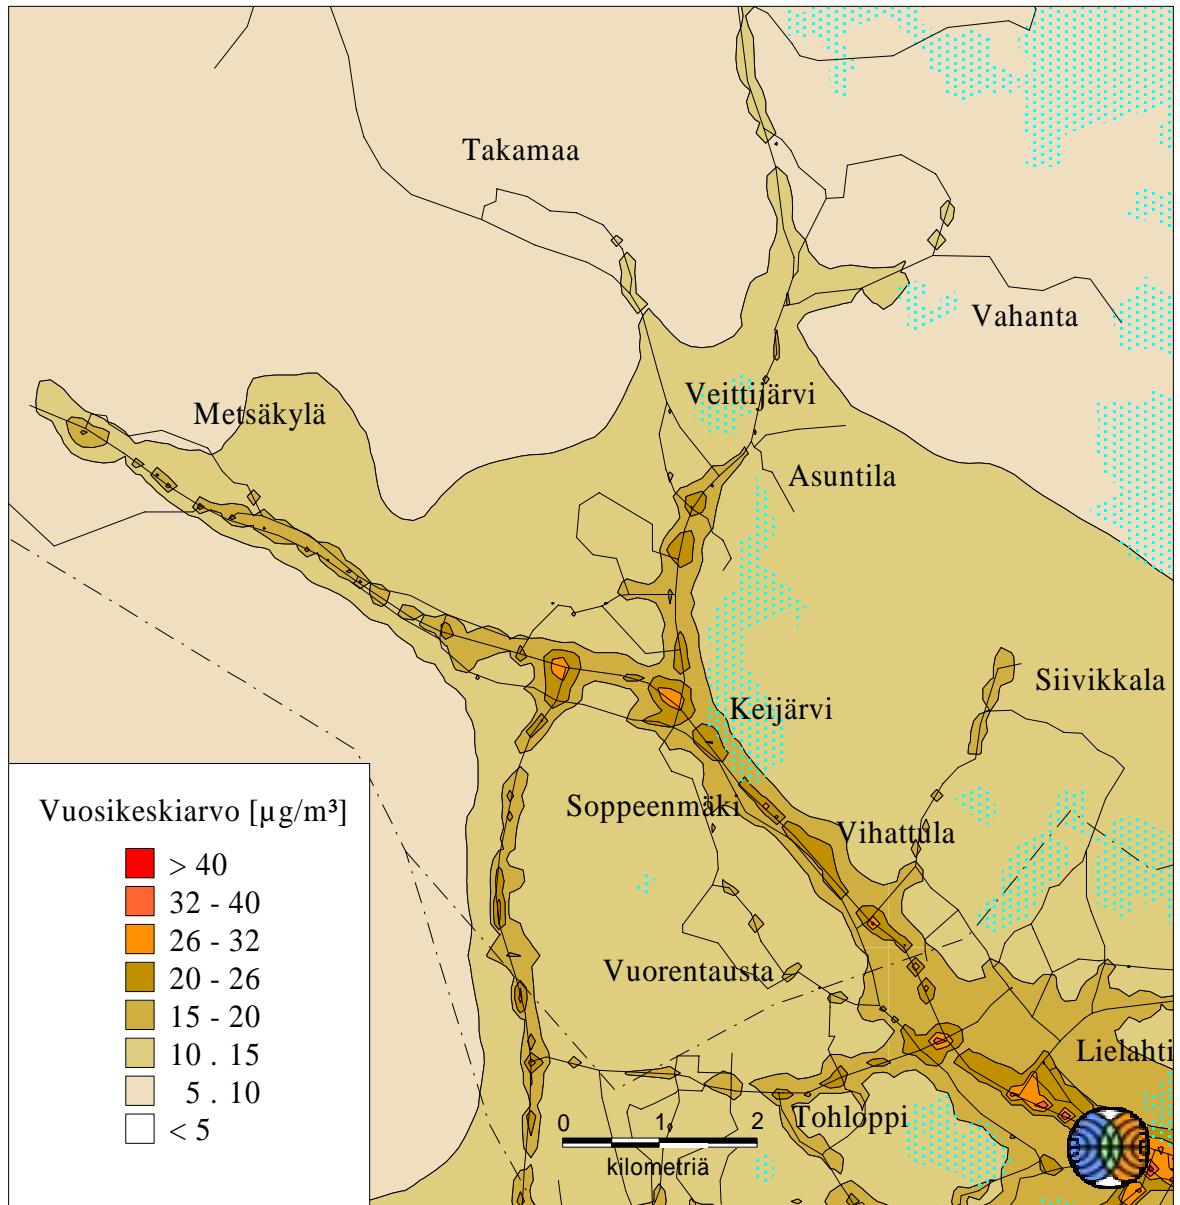 Takamaa
Vahanta
Veittijärvi
Metsäkylä
Asuntila
Siivikkala
Keijärvi
Soppeenmäki
Vihattula
Vuorentausta
Lielahti
Tohloppi
Vuosikeskiarvo [µg/m³]
> 40
32 - 40
26 - 32
20 - 26
15 - 20
10 . 15
5 . 10
< 5
0 1 2
kilometriä